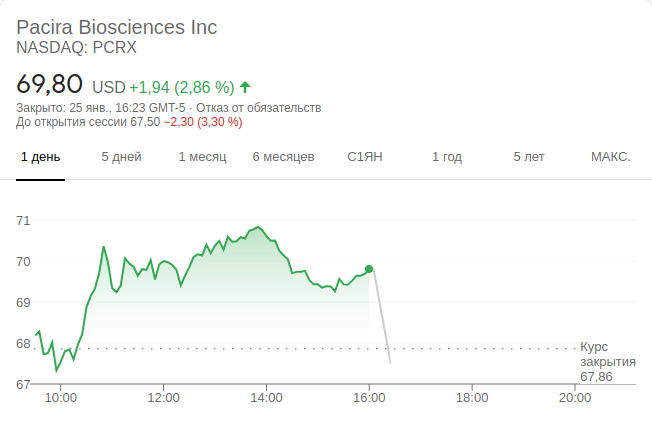 Pacira Biosciences Inc
NASDAQ: PCRX
69,80 USD +1,94 (2,86 %)
Закрыто: 25 янв., 16:23 GMT-5 · Отказ от обязательств
До открытия сессии 67,50 −2,30 (3,30 %)
1 день 5 дней 1 месяц 6 месяцев С1ЯН 1 год 5 лет МАКС.
71
70
69
68
Курс
закрытия
67,86
67
10:00 12:00 14:00 16:00 18:00 20:00